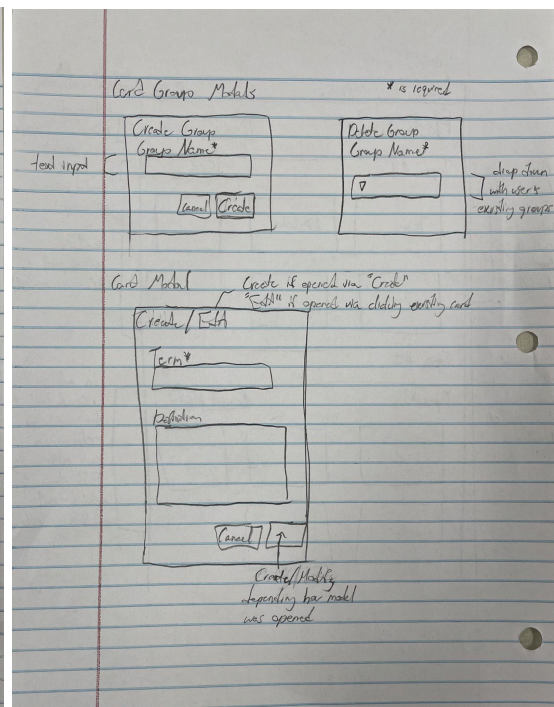 Card Group Modals
* is required
Create Group
Group Name*
text input
Cancel
Create
Delete Group
Group Name*
drop down
with user's
existing groups
Card Modal
Create if opened via "Create"
"Edit" if opened via clicking existing card
Create/Edit
Term*
Definition
Cancel
Create/Modify
depending how modal
was opened